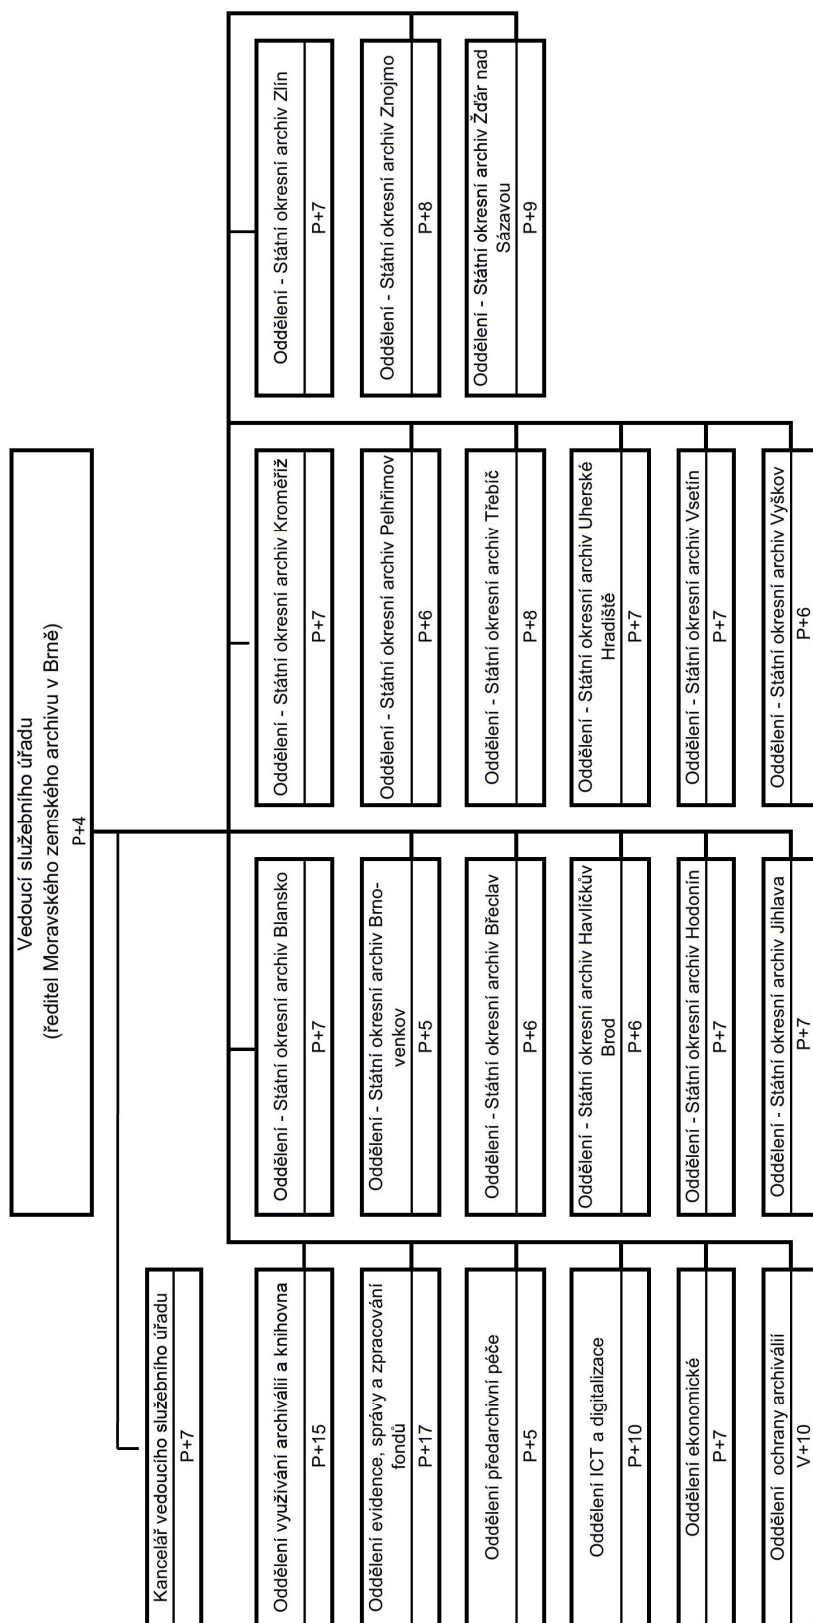 Vedoucí služebního úřadu
(ředitel Moravského zemského archivu v Brně)
P+4
Kancelář vedoucího služebního úřadu
P+7
Oddělení využívání archiválií a knihovna
P+15
Oddělení evidence, správy a zpracování
fondů
P+17
Oddělení předarchivní péče
P+5
Oddělení ICT a digitalizace
P+10
Oddělení ekonomické
P+7
Oddělení ochrany archiválií
V+10
Oddělení - Státní okresní archiv Blansko
P+7
Oddělení - Státní okresní archiv Brno-
venkov
P+5
Oddělení - Státní okresní archiv Břeclav
P+6
Oddělení - Státní okresní archiv Havlíčkův
Brod
P+6
Oddělení - Státní okresní archiv Hodonín
P+7
Oddělení - Státní okresní archiv Jihlava
P+7
Oddělení - Státní okresní archiv Kroměříž
P+7
Oddělení - Státní okresní archiv Pelhřimov
P+6
Oddělení - Státní okresní archiv Třebíč
P+8
Oddělení - Státní okresní archiv Uherské
Hradiště
P+7
Oddělení - Státní okresní archiv Vsetín
P+7
Oddělení - Státní okresní archiv Vyškov
P+6
Oddělení - Státní okresní archiv Zlín
P+7
Oddělení - Státní okresní archiv Znojmo
P+8
Oddělení - Státní okresní archiv Žďár nad
Sázavou
P+9